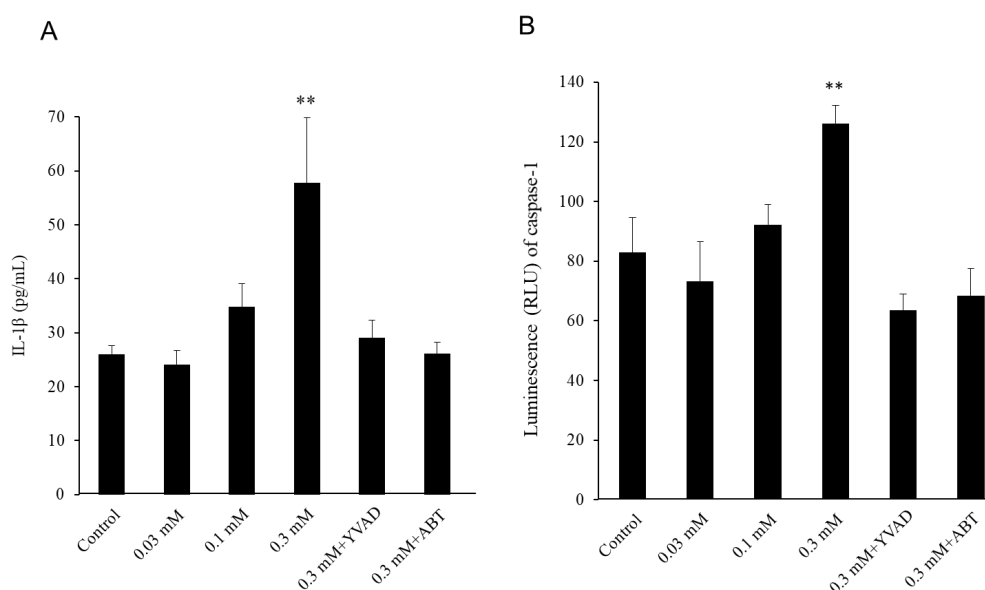 A
**
70
60
50
40
30
20
10
0
IL-1β (pg/mL)
Control
0.03 mM
0.1 mM
0.3 mM
0.3 mM+YVAD
0.3 mM+ABT
B
**
140
120
100
80
60
40
20
0
Luminescence (RLU) of caspase-1
Control
0.03 mM
0.1 mM
0.3 mM
0.3 mM+YVAD
0.3 mM+ABT